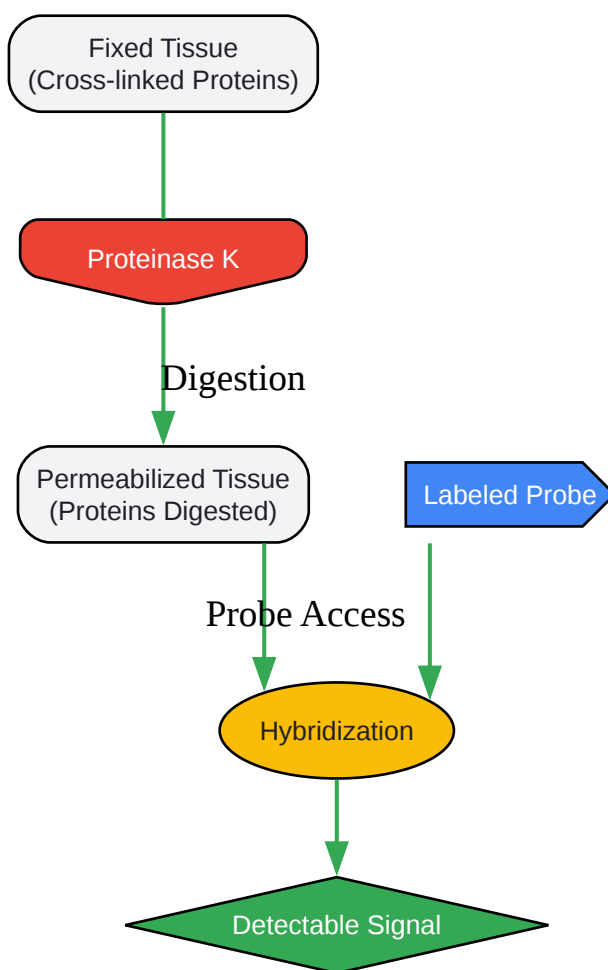 Fixed Tissue
(Cross-linked Proteins)
Proteinase K
Digestion
Permeabilized Tissue
(Proteins Digested)
Labeled Probe
Probe Access
Hybridization
Detectable Signal